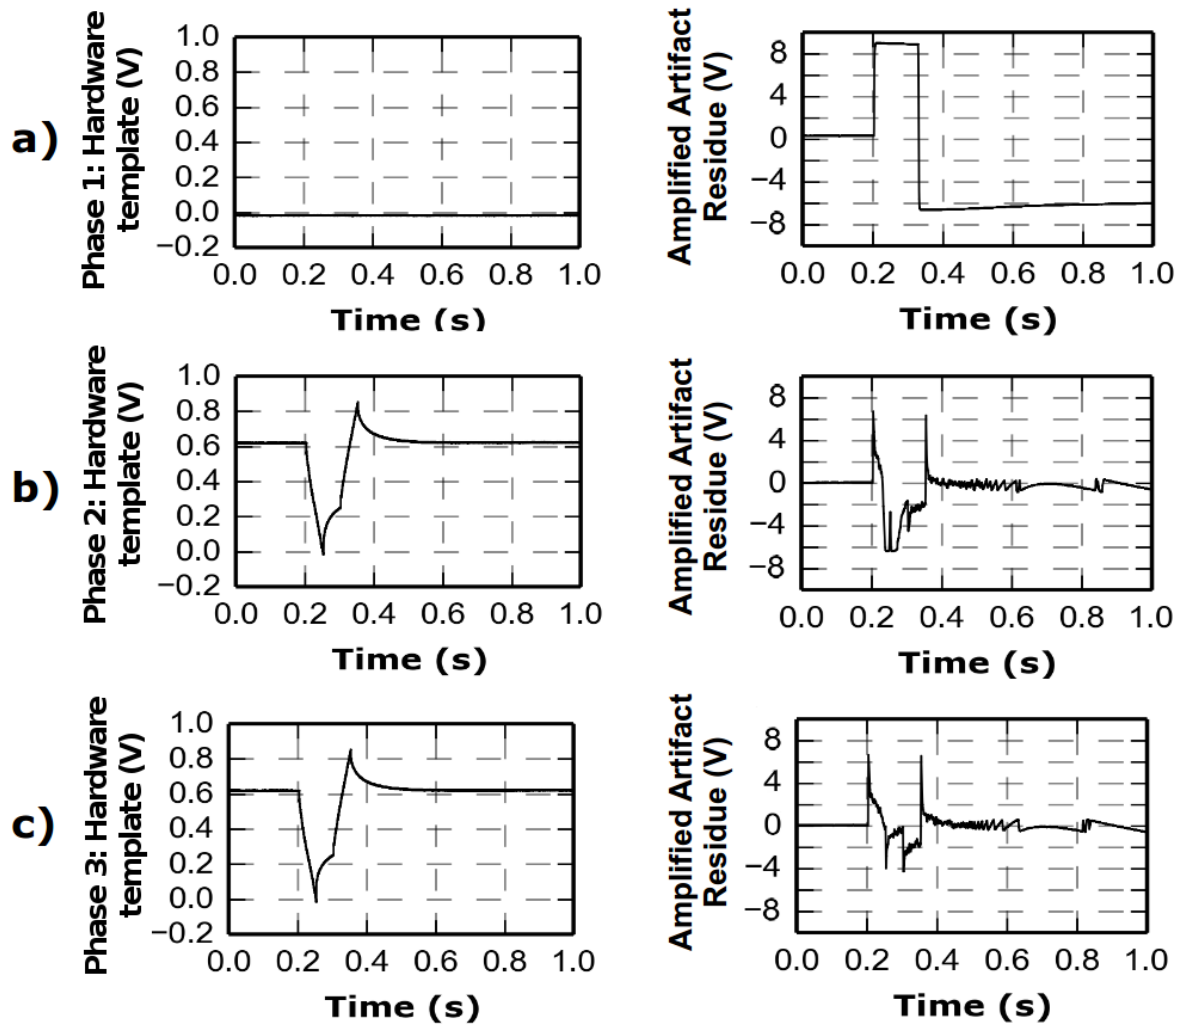 a)
Phase 1: Hardware
template (V)
1.0
0.8
0.6
0.4
0.2
0.0
−0.2
0.0 0.2 0.4 0.6 0.8 1.0
Time (s)
Amplified Artifact
Residue (V)
8
4
0
−4
−8
0.0 0.2 0.4 0.6 0.8 1.0
Time (s)
b)
Phase 2: Hardware
template (V)
1.0
0.8
0.6
0.4
0.2
0.0
−0.2
0.0 0.2 0.4 0.6 0.8 1.0
Time (s)
Amplified Artifact
Residue (V)
8
4
0
−4
−8
0.0 0.2 0.4 0.6 0.8 1.0
Time (s)
c)
Phase 3: Hardware
template (V)
1.0
0.8
0.6
0.4
0.2
0.0
−0.2
0.0 0.2 0.4 0.6 0.8 1.0
Time (s)
Amplified Artifact
Residue (V)
8
4
0
−4
−8
0.0 0.2 0.4 0.6 0.8 1.0
Time (s)